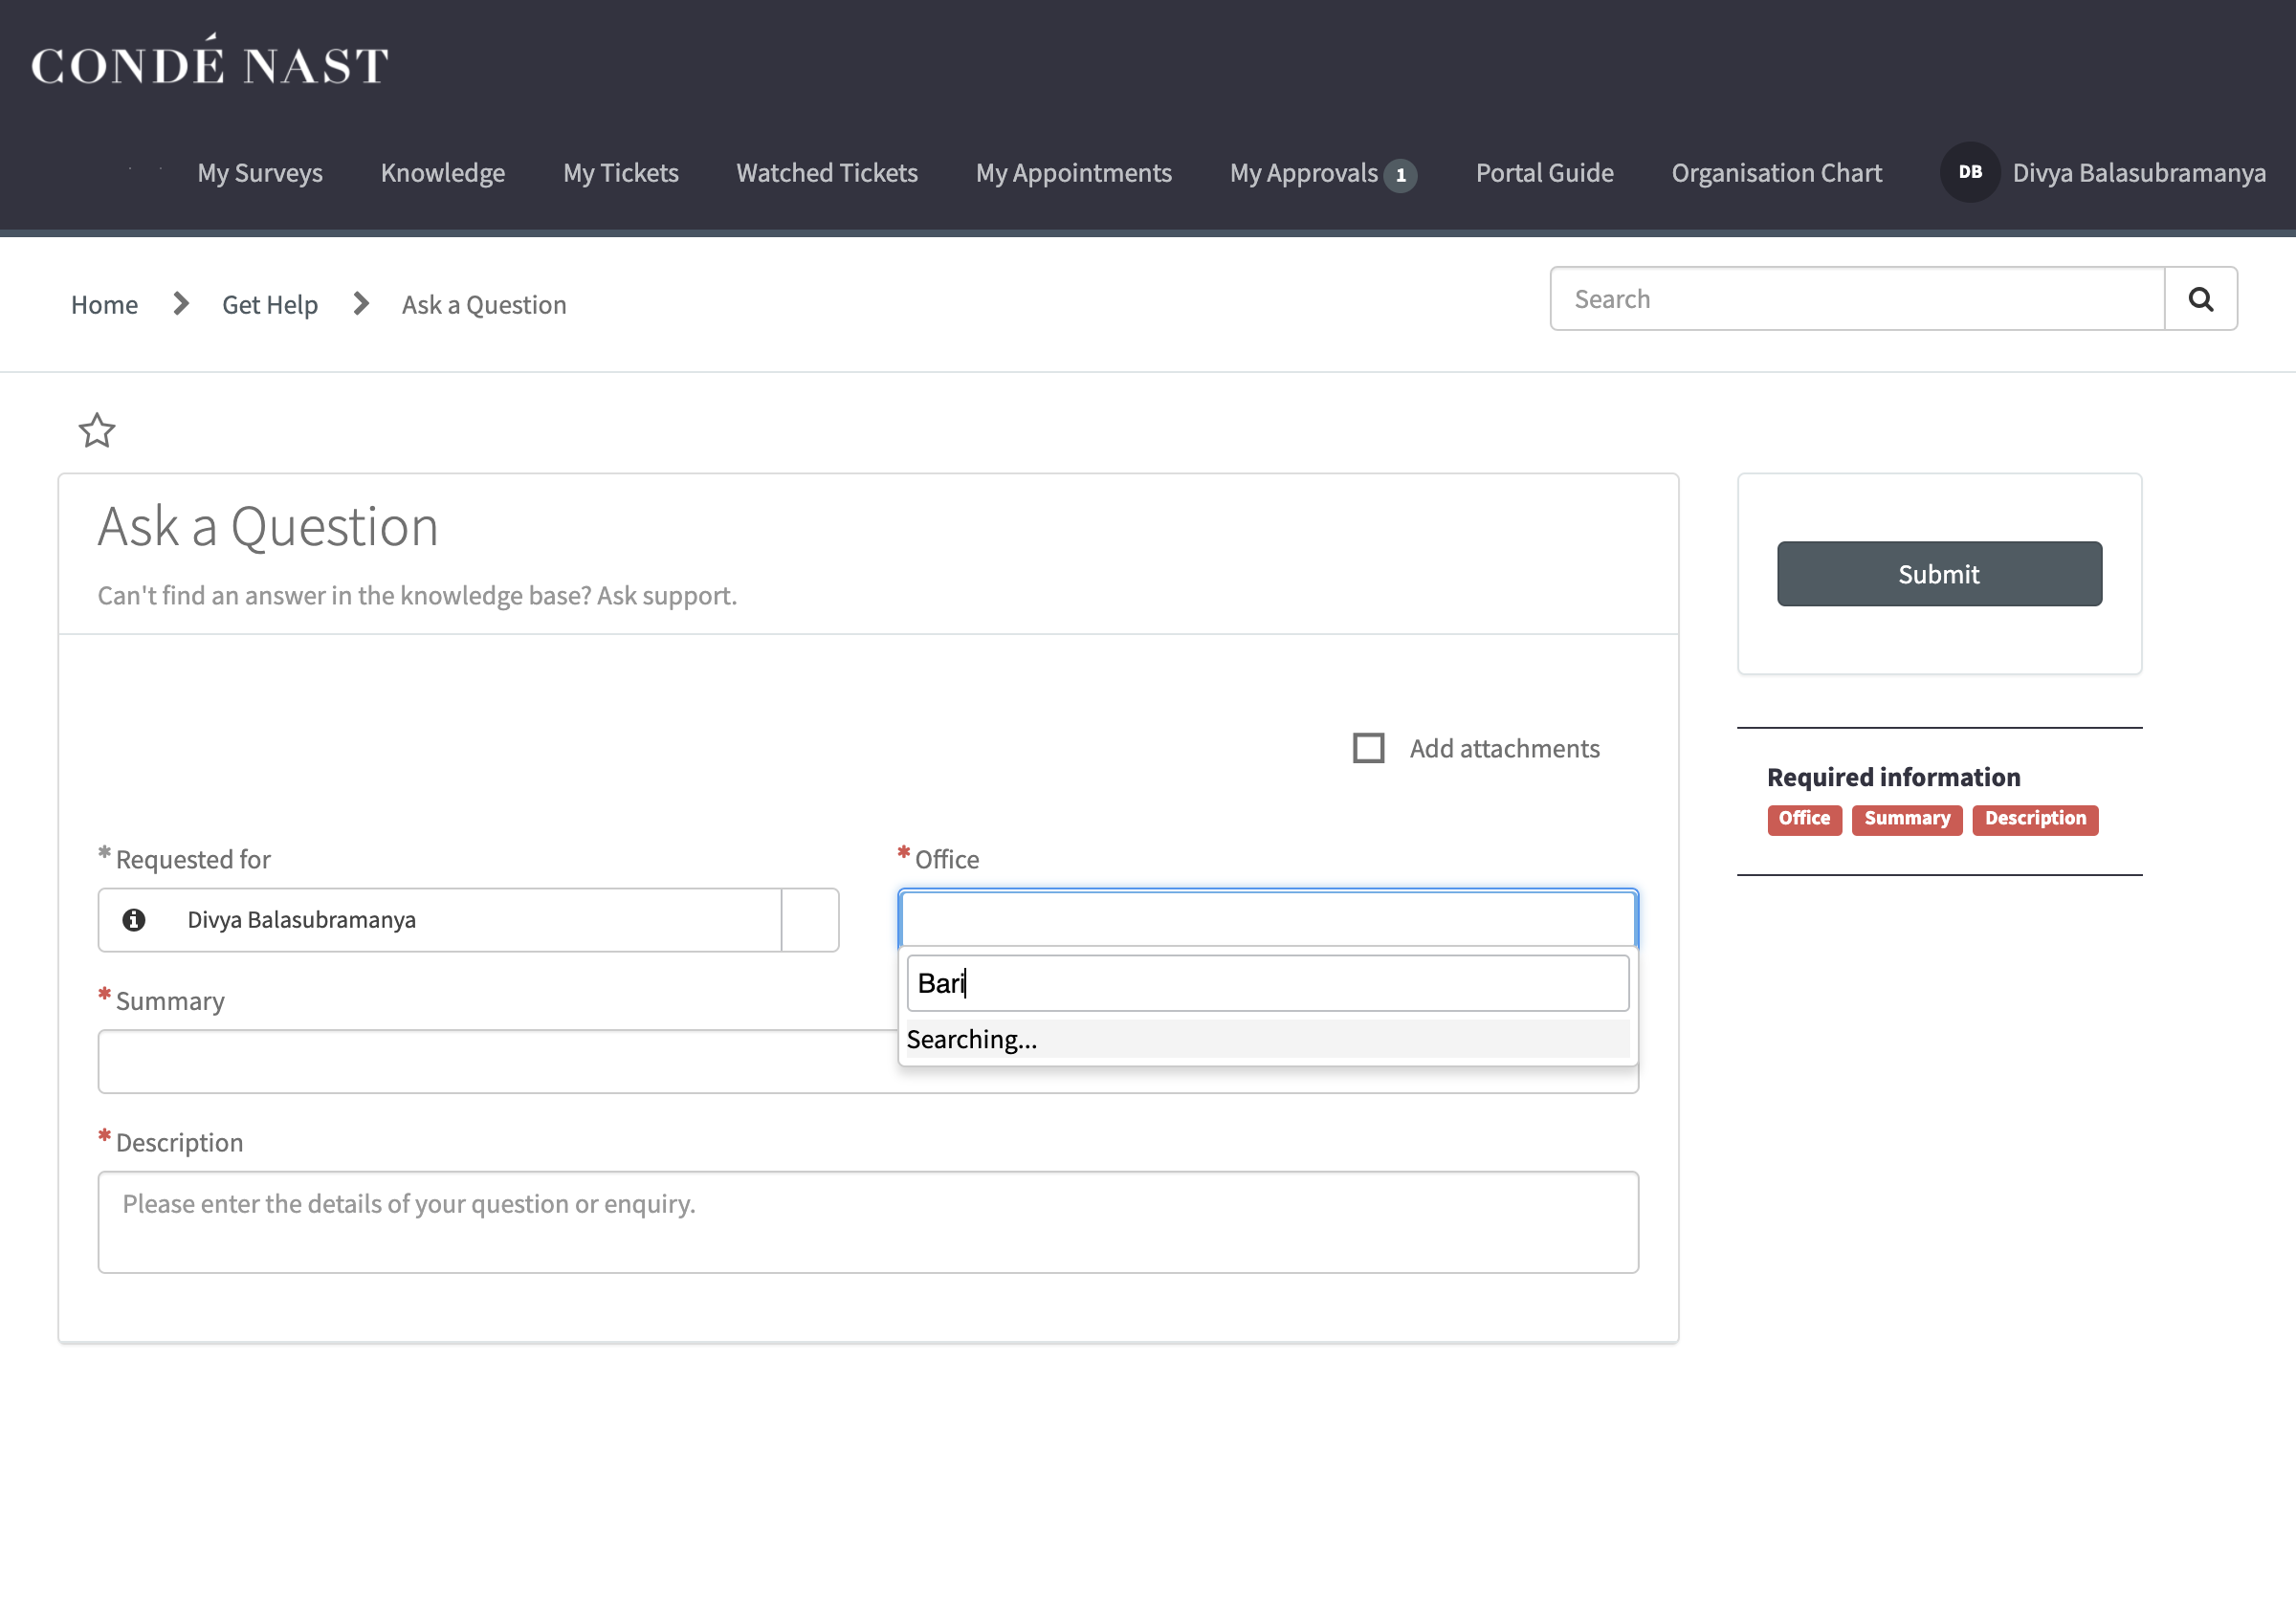 CONDÉ NAST
My Surveys Knowledge My Tickets Watched Tickets My Appointments My Approvals 1 Portal Guide Organisation Chart DB Divya Balasubramanya
Home Get Help Ask a Question
Search
Ask a Question
Can't find an answer in the knowledge base? Ask support.
Submit
Add attachments
Required information
Office Summary Description
* Requested for
* Office
Divya Balasubramanya
Bari
Searching...
* Summary
* Description
Please enter the details of your question or enquiry.